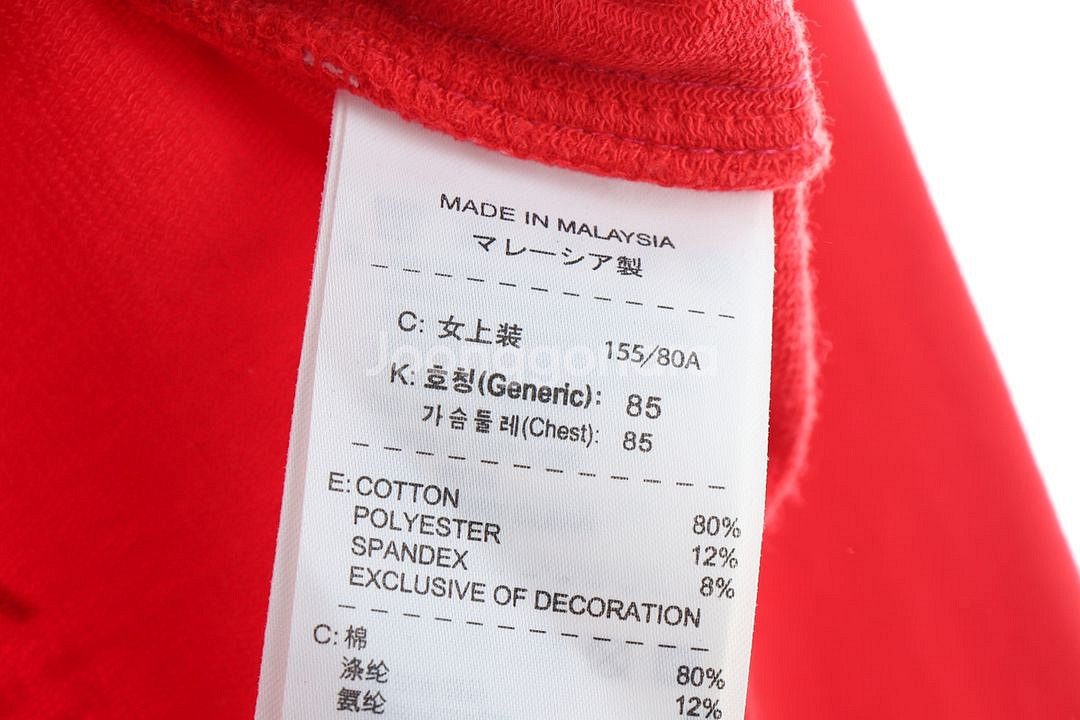 MADE IN MALAYSIA
マレーシア製
C: 女上装 155/80A
K: 호칭(Generic): 85
가슴둘레(Chest): 85
E: COTTON 80%
POLYESTER 12%
SPANDEX 8%
EXCLUSIVE OF DECORATION
C: 棉 80%
涤纶 12%
氨纶